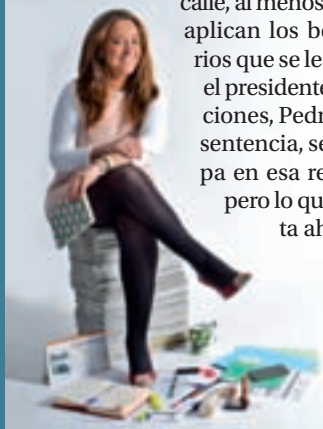 calle, al menos
aplican los be
rios que se les
el presidente
ciones, Pedr
sentencia, se
pa en esa re
pero lo qu
ta ah